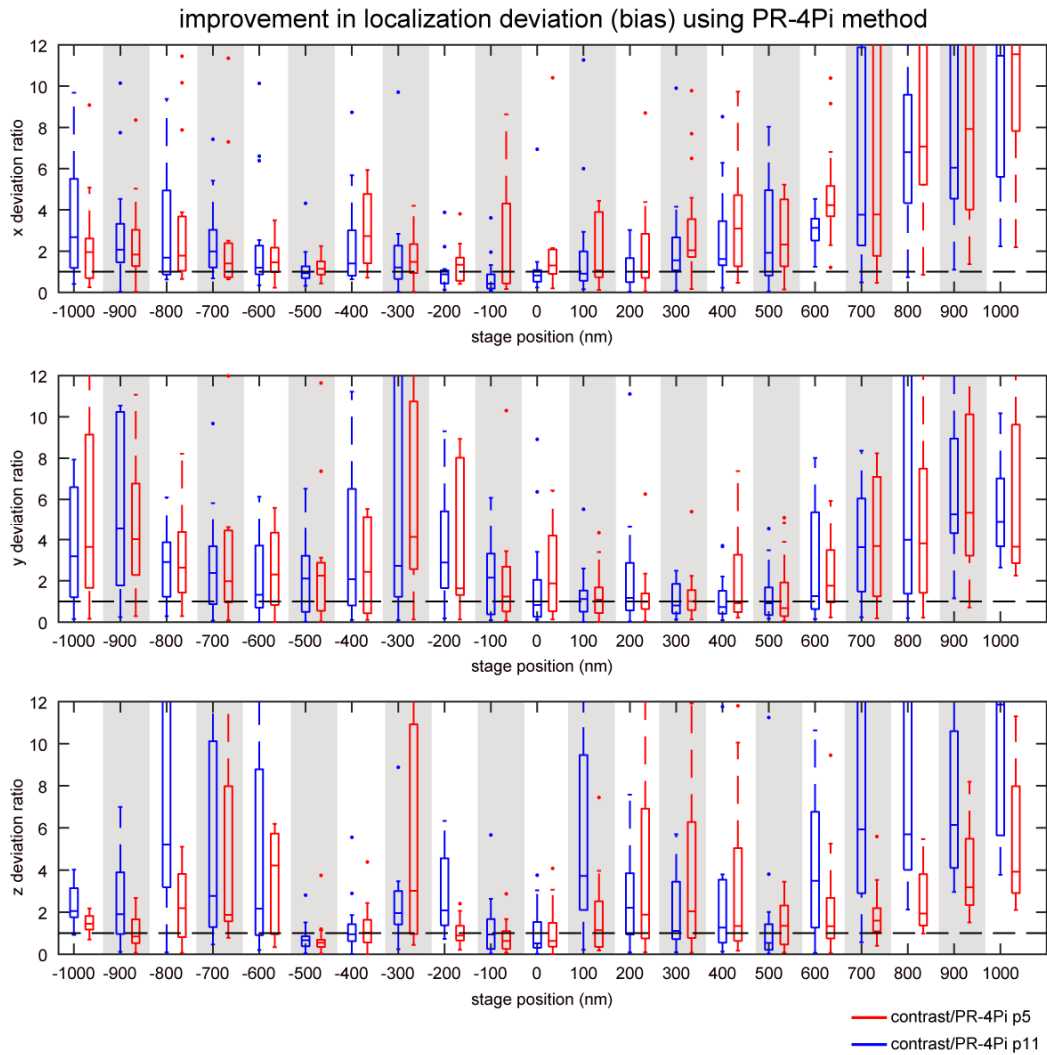 improvement in localization deviation (bias) using PR-4Pi method
12
10
8
6
4
2
0
x deviation ratio
-1000 -900 -800 -700 -600 -500 -400 -300 -200 -100 0 100 200 300 400 500 600 700 800 900 1000
stage position (nm)
12
10
8
6
4
2
0
y deviation ratio
-1000 -900 -800 -700 -600 -500 -400 -300 -200 -100 0 100 200 300 400 500 600 700 800 900 1000
stage position (nm)
12
10
8
6
4
2
0
z deviation ratio
-1000 -900 -800 -700 -600 -500 -400 -300 -200 -100 0 100 200 300 400 500 600 700 800 900 1000
stage position (nm)
contrast/PR-4Pi p5
contrast/PR-4Pi p11